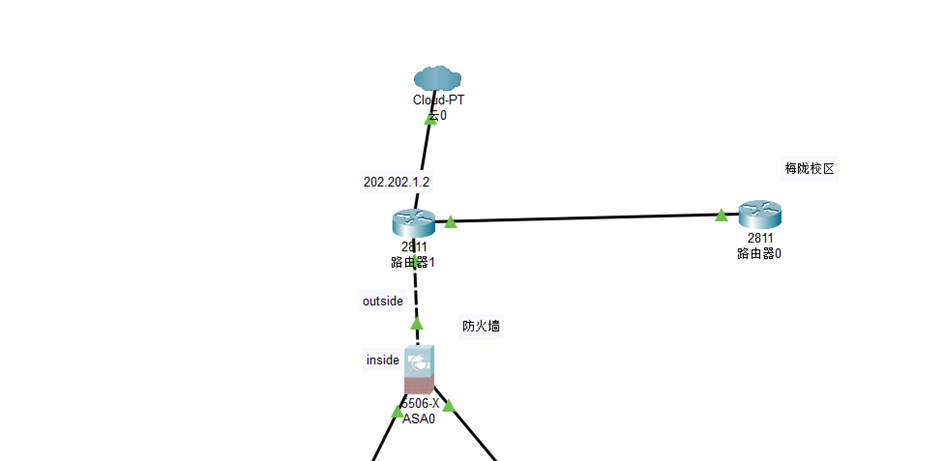 Cloud-PT
云0
梅陇校区
202.202.1.2
2811
路由器1
2811
路由器0
outside
防火墙
inside
5506-X
ASA0